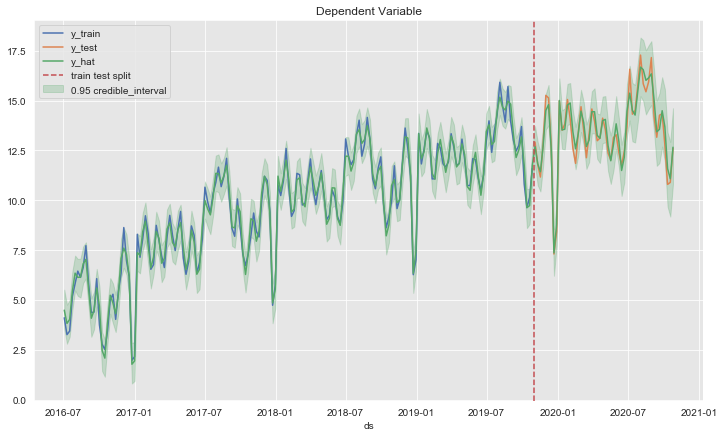 Dependent Variable
y_train
y_test
y_hat
train test split
0.95 credible_interval
17.5
15.0
12.5
10.0
7.5
5.0
2.5
0.0
2016-07 2017-01 2017-07 2018-01 2018-07 2019-01 2019-07 2020-01 2020-07 2021-01
ds